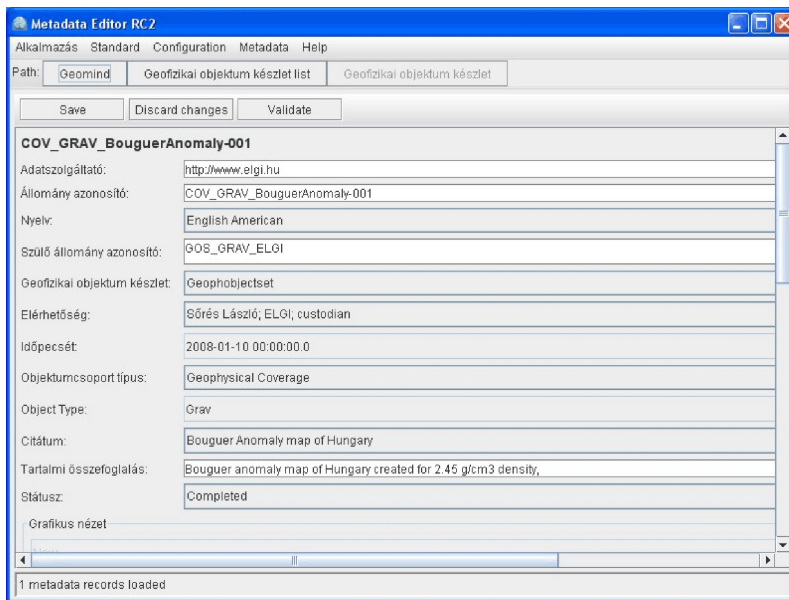 Metadata Editor RC2
Alkalmazás Standard Configuration Metadata Help
Path: Geomind Geofizikai objektum készlet list Geofizikai objektum készlet
Save Discard changes Validate
COV_GRAV_BouguerAnomaly-001
Adatszolgáltató: http://www.elgi.hu
Állomány azonosító: COV_GRAV_BouguerAnomaly-001
Nyelv: English American
Szülő állomány azonosító: GOS_GRAV_ELGI
Geofizikai objektum készlet: Geophobjectset
Elérhetőség: Sőrés László; ELGI; custodian
Időpecsét: 2008-01-10 00:00:00.0
Objektumcsoport típus: Geophysical Coverage
Object Type: Grav
Citátum: Bouguer Anomaly map of Hungary
Tartalmi összefoglalás: Bouguer anomaly map of Hungary created for 2.45 g/cm3 density,
Státusz: Completed
Grafikus nézet
1 metadata records loaded